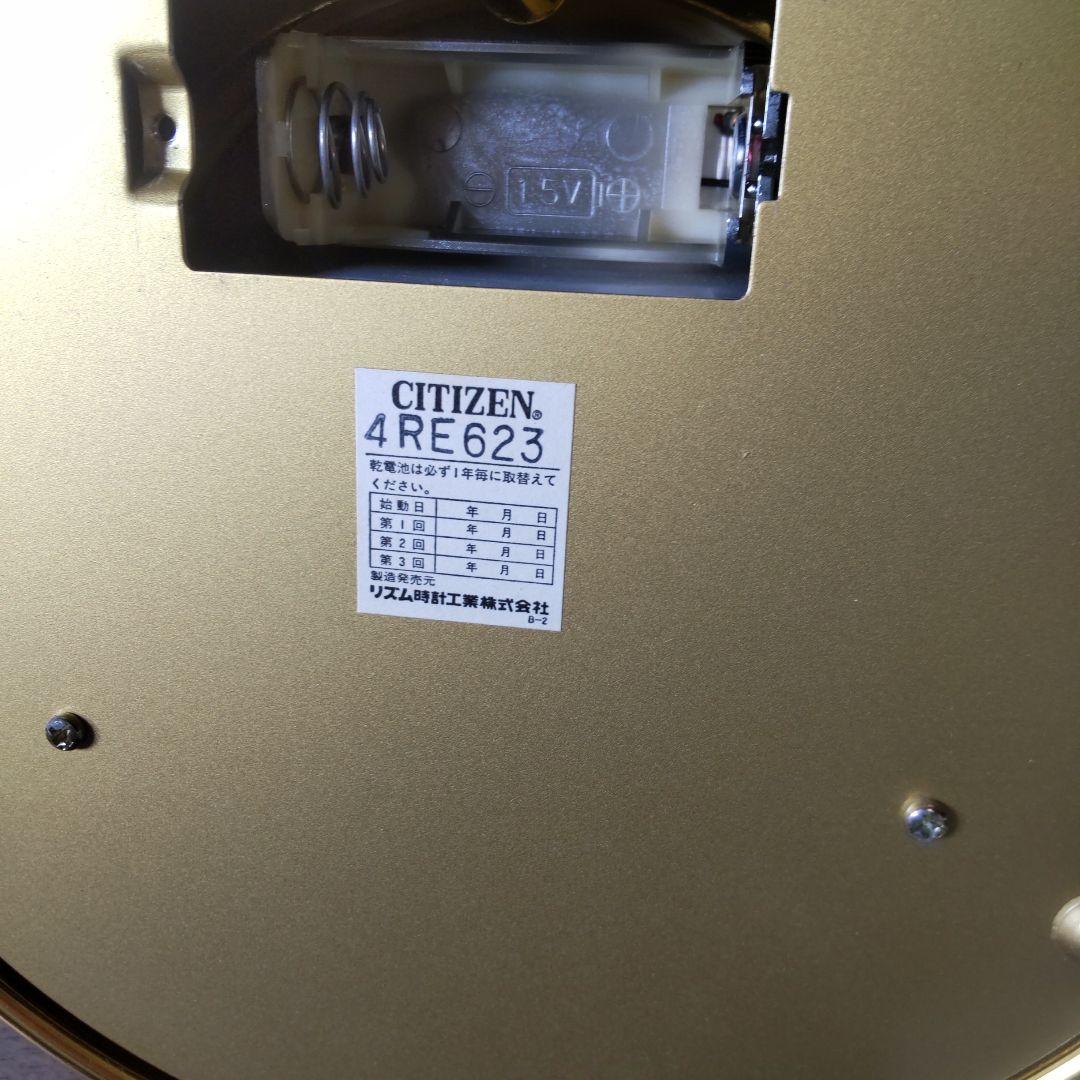 ⊖ 1.5V ⊕
CITIZEN®
4RE623
乾電池は必ず1年毎に取替えて
ください。
始動日 年 月 日
第1回 年 月 日
第2回 年 月 日
第3回 年 月 日
製造発売元
リズム時計工業株式会社
B-2